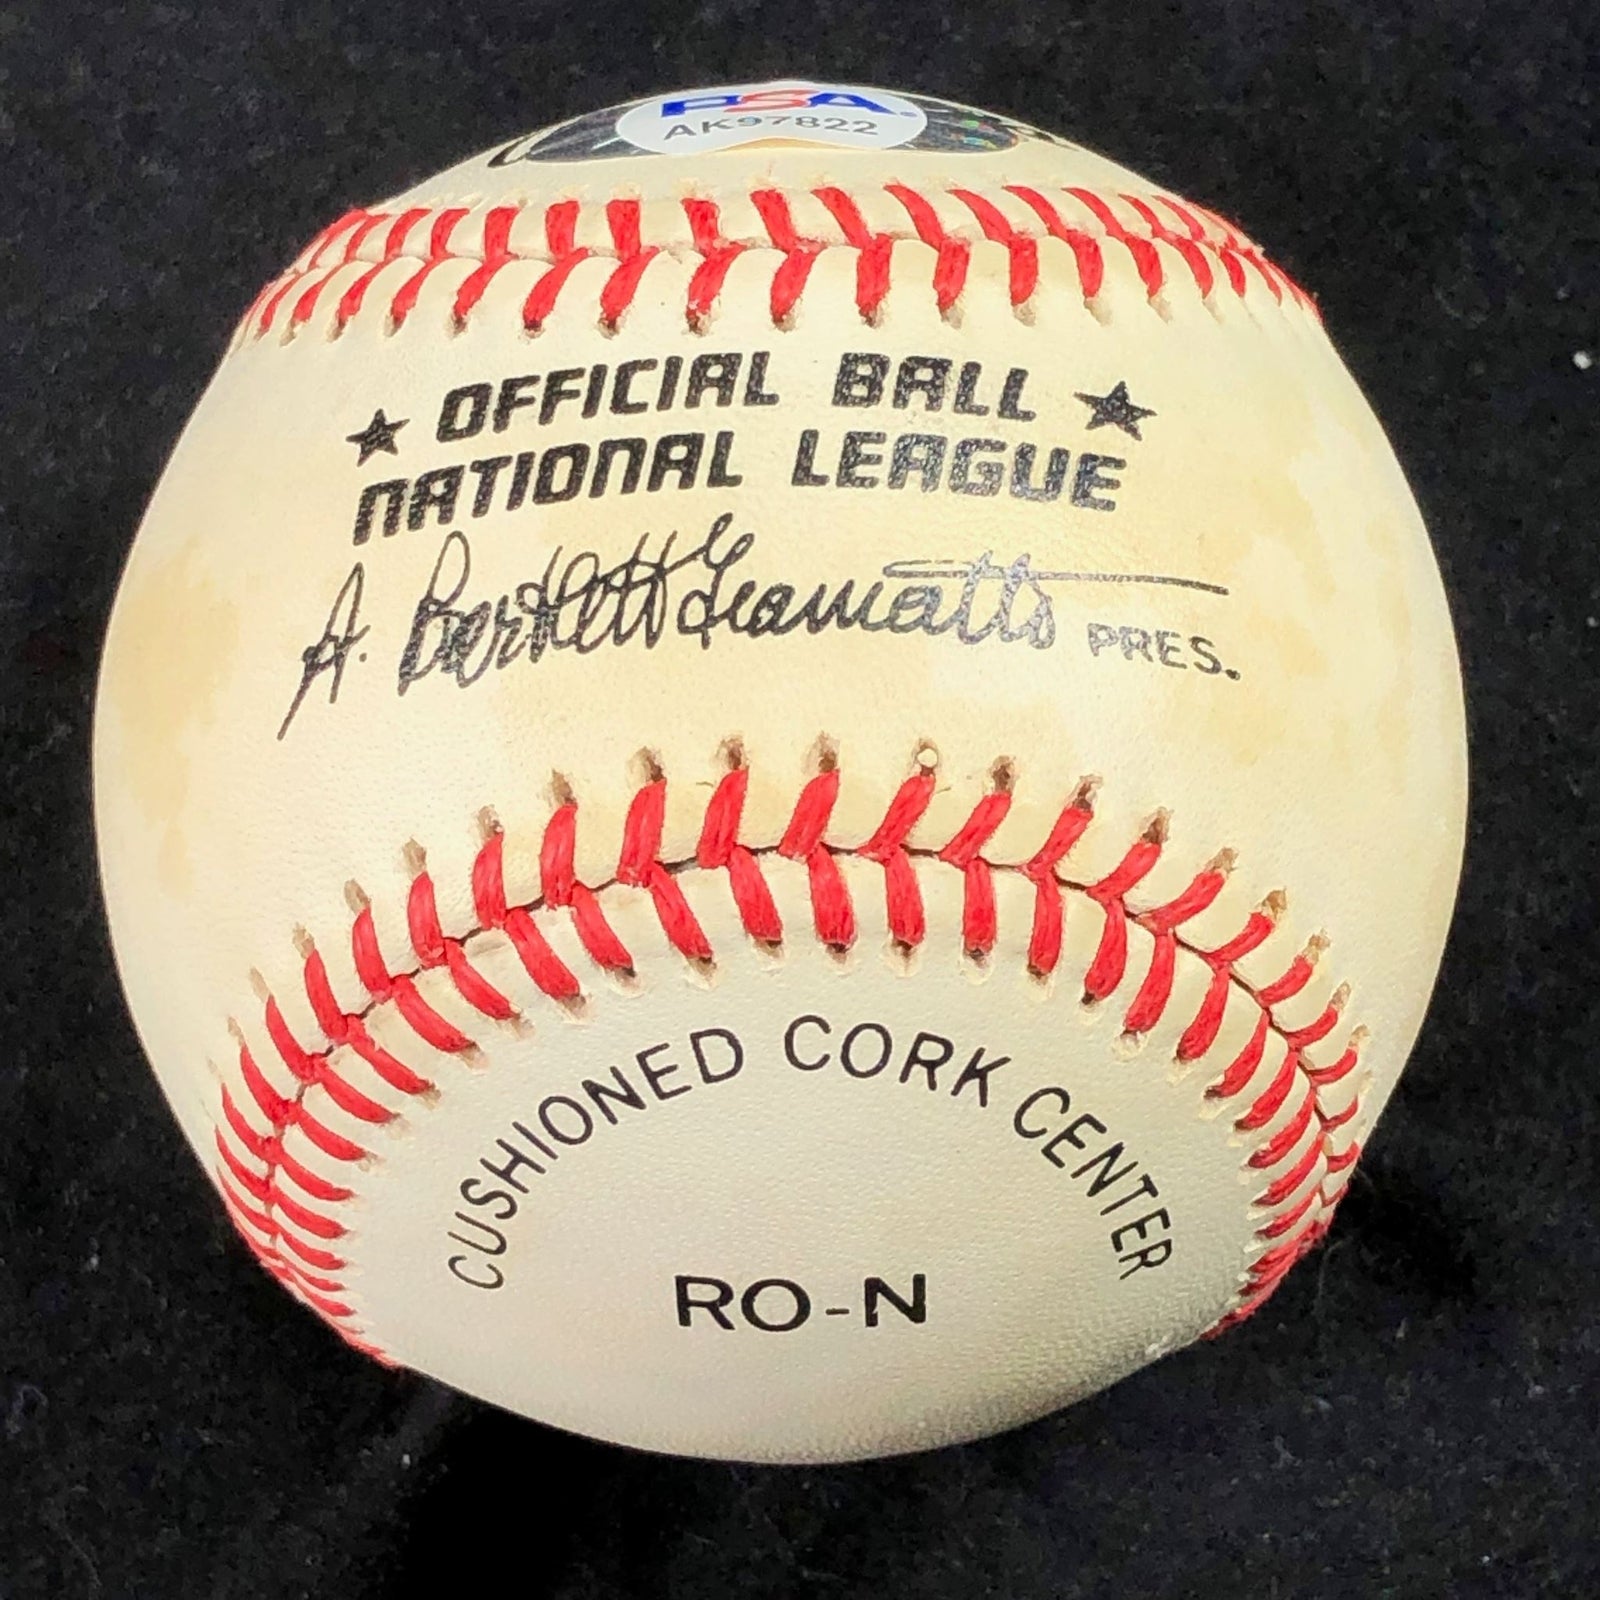 PSA
AK97822
★ OFFICIAL BALL ★
NATIONAL LEAGUE
A. Bartlett Giamatti PRES.
CUSHIONED CORK CENTER
RO-N